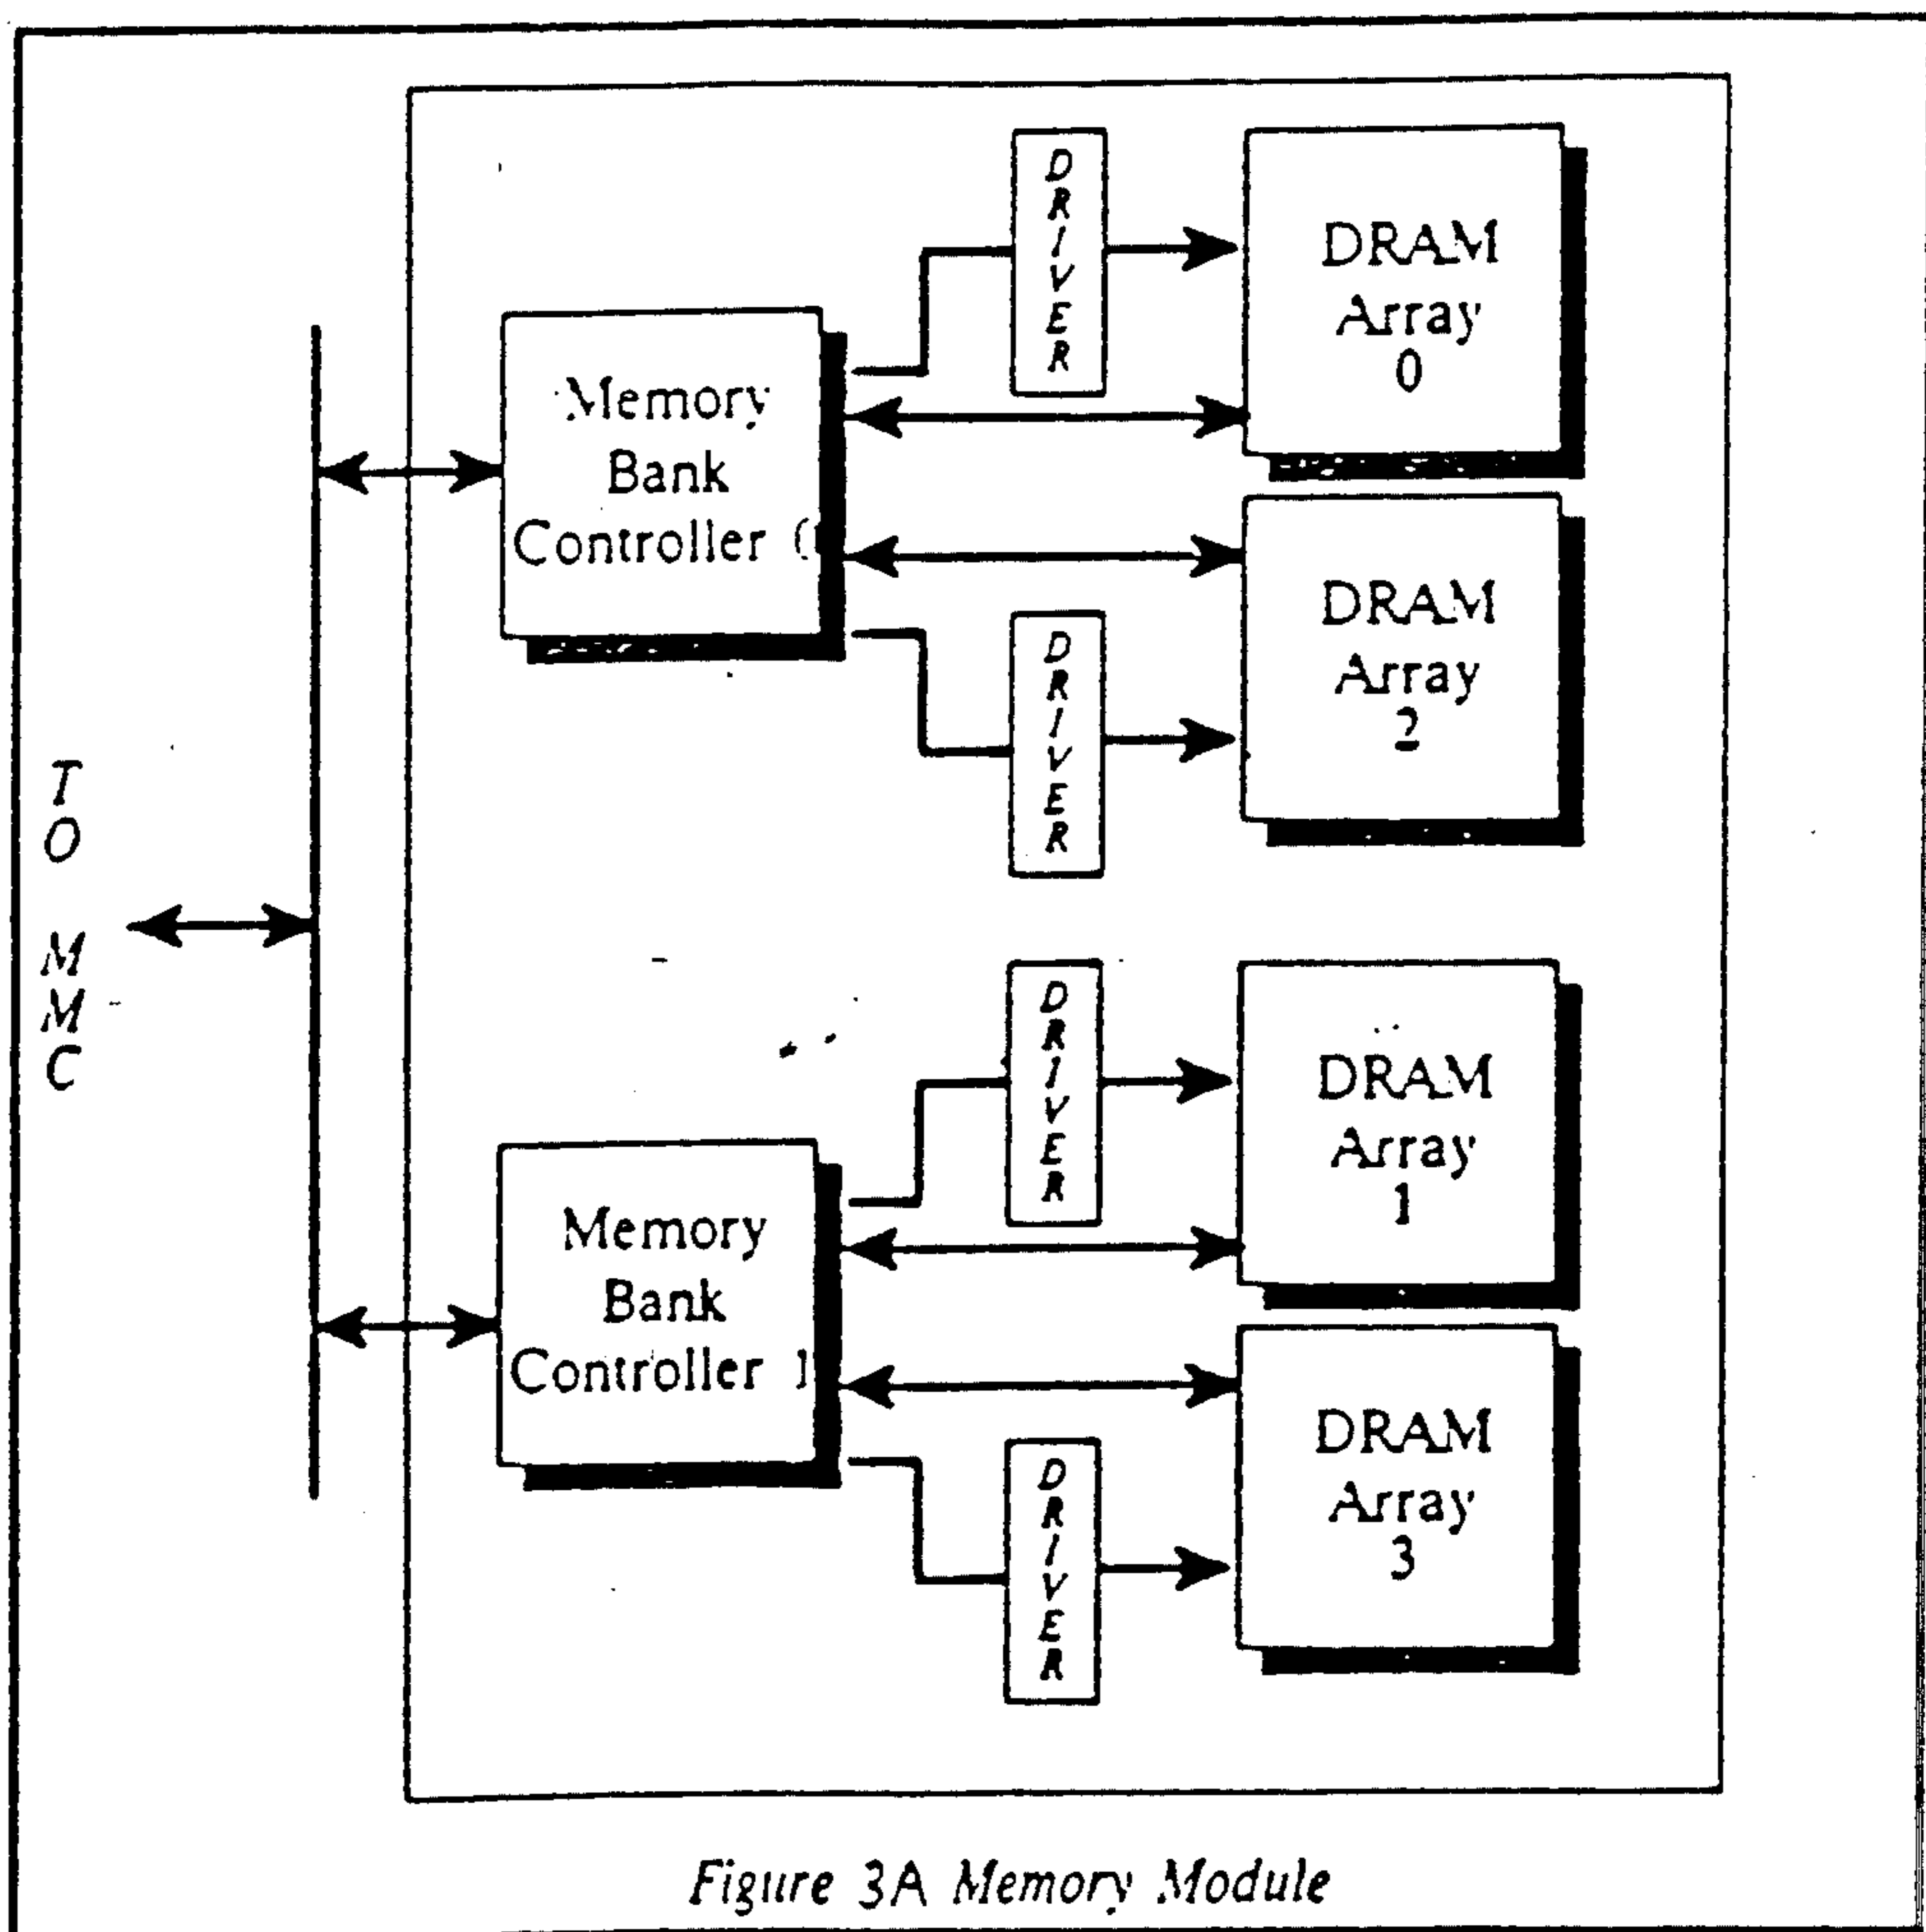 TO MMC
Memory
Bank
Controller 0
DRIVER
DRAM
Array
0
DRIVER
DRAM
Array
2
Memory
Bank
Controller 1
DRIVER
DRAM
Array
1
DRIVER
DRAM
Array
3
Figure 3A Memory Module